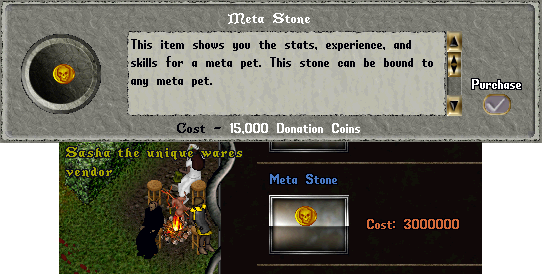 Meta Stone
This item shows you the stats, experience, and
skills for a meta pet. This stone can be bound to
any meta pet.
Purchase
Cost - 15,000 Donation Coins
Sasha the unique wares
vendor
Meta Stone
Cost: 3000000